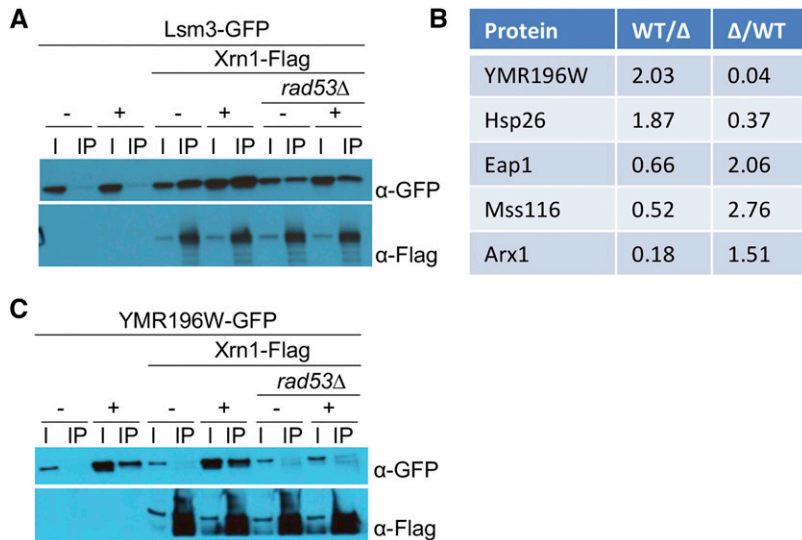 A
Lsm3-GFP
Xrn1-Flag
rad53Δ
- + - + - +
I IP I IP I IP I IP I IP I IP
α-GFP
α-Flag
B
Protein WT/Δ Δ/WT
YMR196W 2.03 0.04
Hsp26 1.87 0.37
Eap1 0.66 2.06
Mss116 0.52 2.76
Arx1 0.18 1.51
C
YMR196W-GFP
Xrn1-Flag
rad53Δ
- + - + - +
I IP I IP I IP I IP I IP I IP
α-GFP
α-Flag